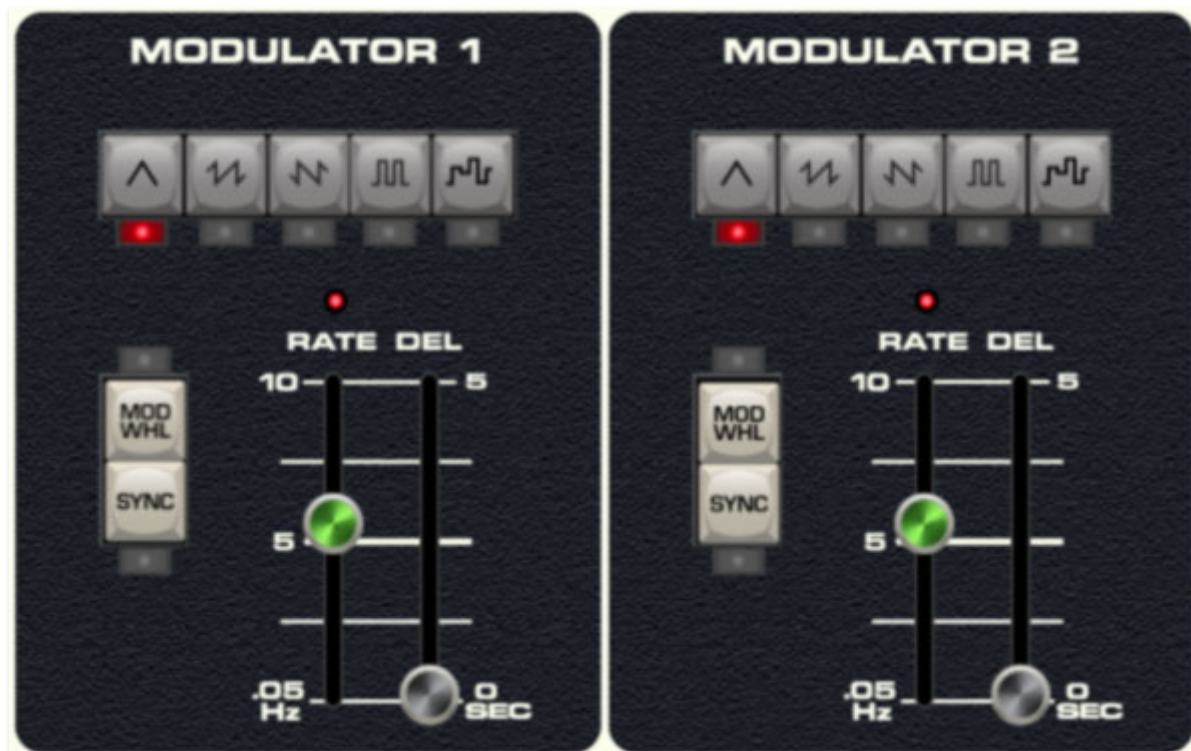 MODULATOR 1
RATE DEL
10 5
MOD
WHL
SYNC
5
.05 0
Hz SEC
MODULATOR 2
RATE DEL
10 5
MOD
WHL
SYNC
5
.05 0
Hz SEC